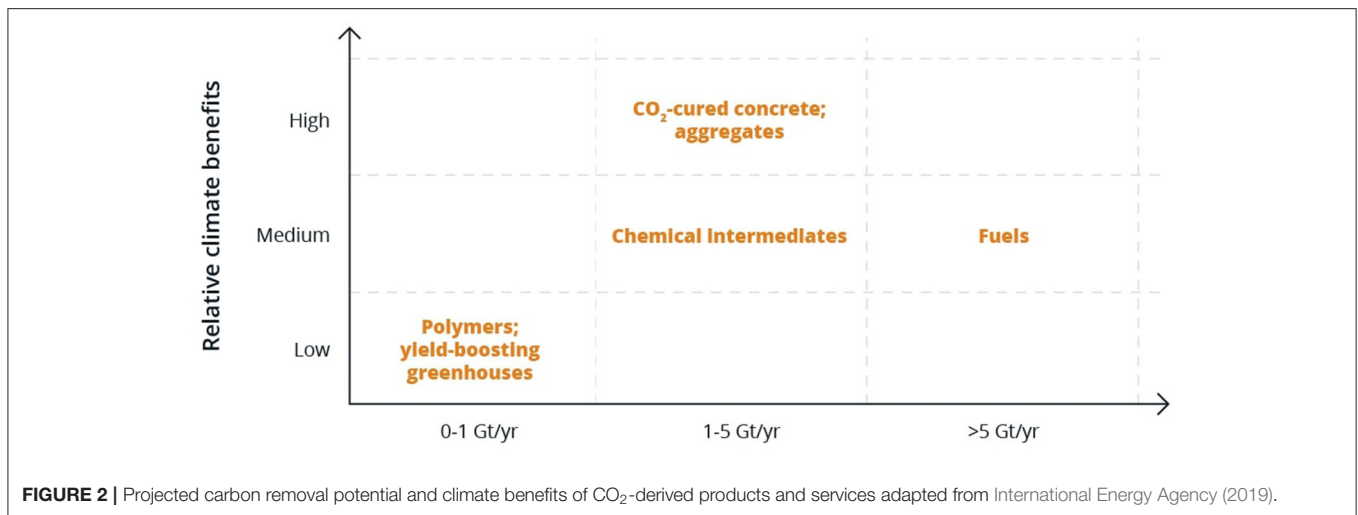 Relative climate benefits
High
CO₂-cured concrete;
aggregates
Medium
Chemical intermediates
Fuels
Low
Polymers;
yield-boosting
greenhouses
0-1 Gt/yr
1-5 Gt/yr
>5 Gt/yr
FIGURE 2 | Projected carbon removal potential and climate benefits of CO₂-derived products and services adapted from International Energy Agency (2019).